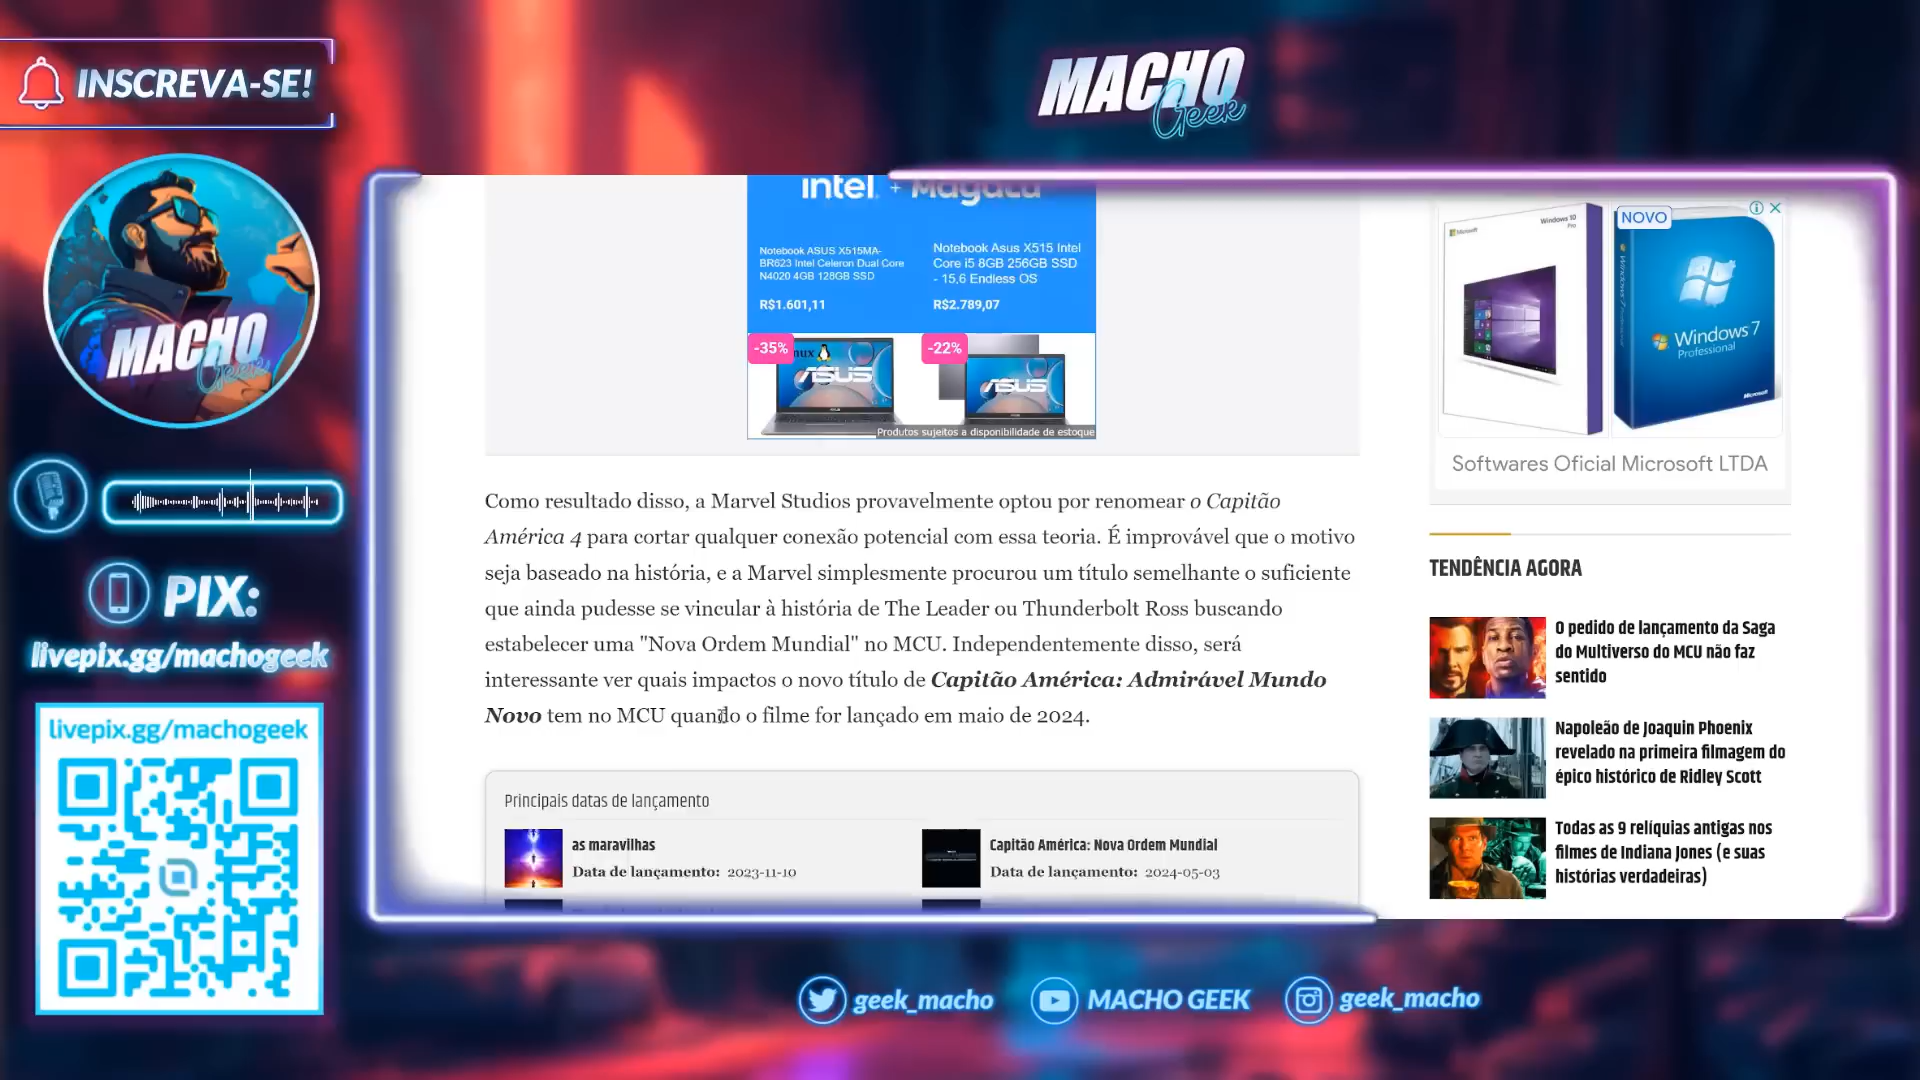 INSCREVA-SE!
MACHO
Geek
MACHO
Geek
PIX:
livepix.gg/machogeek
livepix.gg/machogeek
intel + Magalu
Notebook ASUS X515MA-
BR623 Intel Celeron Dual Core
N4020 4GB 128GB SSD
R$1.601,11
Notebook Asus X515 Intel
Core i5 8GB 256GB SSD
- 15,6 Endless OS
R$2.789,07
-35%
nux
ASUS
-22%
ASUS
Produtos sujeitos a disponibilidade de estoque
Como resultado disso, a Marvel Studios provavelmente optou por renomear o Capitão
América 4 para cortar qualquer conexão potencial com essa teoria. É improvável que o motivo
seja baseado na história, e a Marvel simplesmente procurou um título semelhante o suficiente
que ainda pudesse se vincular à história de The Leader ou Thunderbolt Ross buscando
estabelecer uma "Nova Ordem Mundial" no MCU. Independentemente disso, será
interessante ver quais impactos o novo título de Capitão América: Admirável Mundo
Novo tem no MCU quando o filme for lançado em maio de 2024.
Principais datas de lançamento
as maravilhas
Data de lançamento: 2023-11-10
Capitão América: Nova Ordem Mundial
Data de lançamento: 2024-05-03
Microsoft
Windows 10
Pro
NOVO
Windows 7
Professional
Microsoft
Softwares Oficial Microsoft LTDA
TENDÊNCIA AGORA
O pedido de lançamento da Saga
do Multiverso do MCU não faz
sentido
Napoleão de Joaquin Phoenix
revelado na primeira filmagem do
épico histórico de Ridley Scott
Todas as 9 relíquias antigas nos
filmes de Indiana Jones (e suas
histórias verdadeiras)
geek_macho
MACHO GEEK
geek_macho